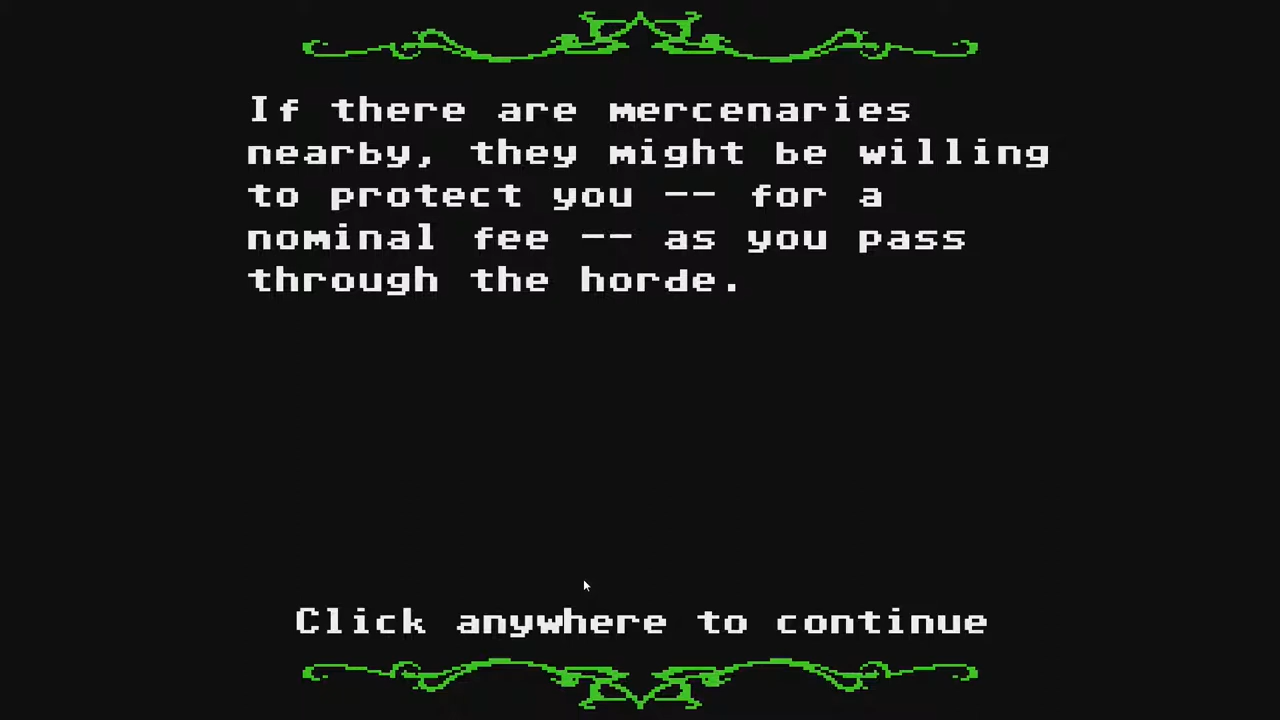 If there are mercenaries
nearby, they might be willing
to protect you -- for a
nominal fee -- as you pass
through the horde.
Click anywhere to continue